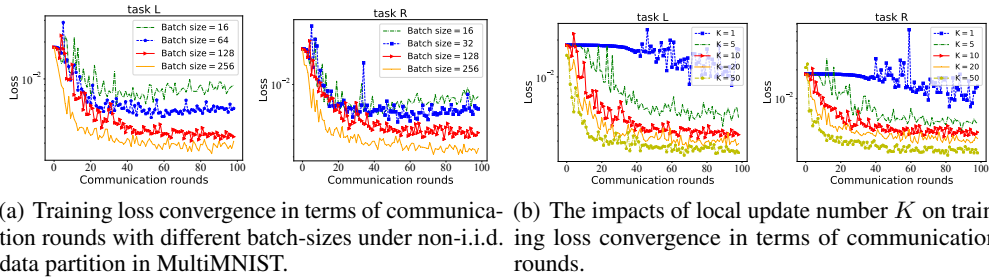 task L
Loss
10⁻²
Batch size = 16
Batch size = 64
Batch size = 128
Batch size = 256
0 20 40 60 80 100
Communication rounds
task R
Loss
10⁻²
Batch size = 16
Batch size = 32
Batch size = 128
Batch size = 256
0 20 40 60 80 100
Communication rounds
task L
Loss
10⁻²
K = 1
K = 5
K = 10
K = 20
K = 50
0 20 40 60 80 100
Communication rounds
task R
Loss
10⁻²
K = 1
K = 5
K = 10
K = 20
K = 50
0 20 40 60 80 100
Communication rounds
(a) Training loss convergence in terms of communica-
tion rounds with different batch-sizes under non-i.i.d.
data partition in MultiMNIST.
(b) The impacts of local update number K on train-
ing loss convergence in terms of communication
rounds.